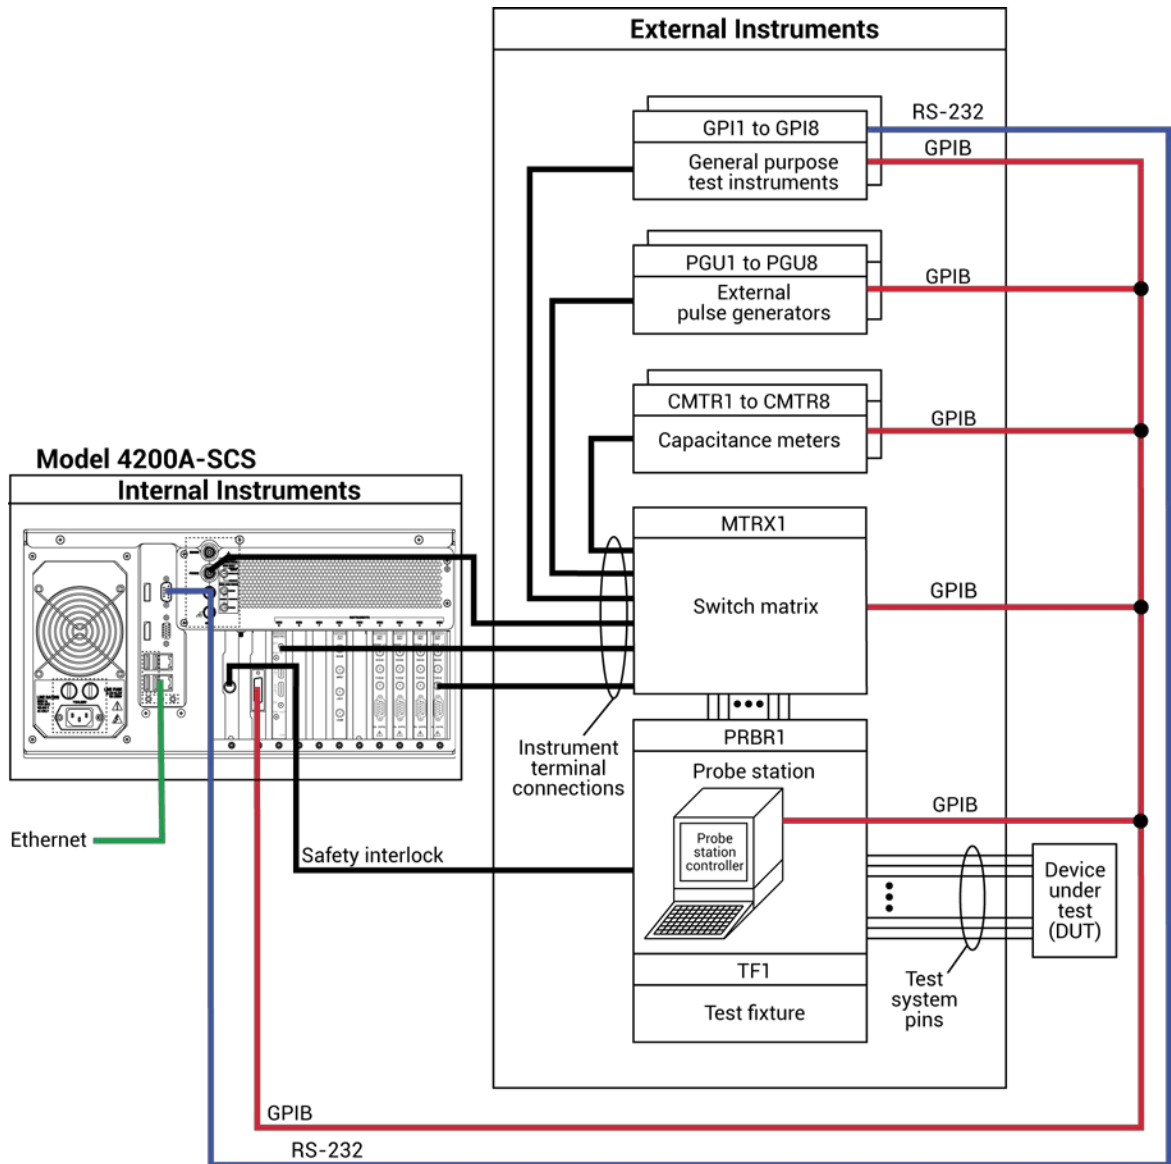 External Instruments
RS-232
GPI1 to GPI8
GPIB
General purpose
test instruments
PGU1 to PGU8
GPIB
External
pulse generators
CMTR1 to CMTR8
GPIB
Capacitance meters
Model 4200A-SCS
Internal Instruments
MTRX1
Switch matrix
GPIB
Instrument
terminal
connections
PRBR1
Probe station
GPIB
Probe
station
controller
Ethernet
Safety interlock
Device
under
test
(DUT)
TF1
Test fixture
Test
system
pins
GPIB
RS-232